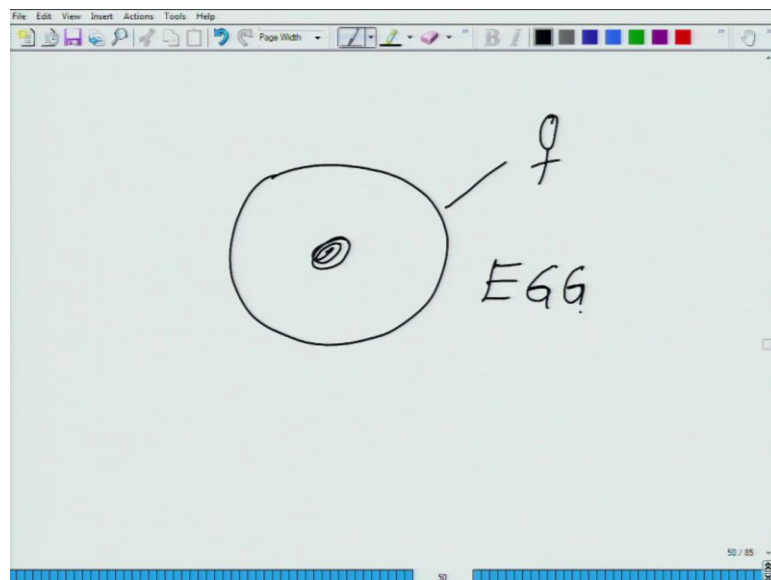 File Edit View Insert Actions Tools Help
Page Width B I
♀
EGG
50 / 85
50